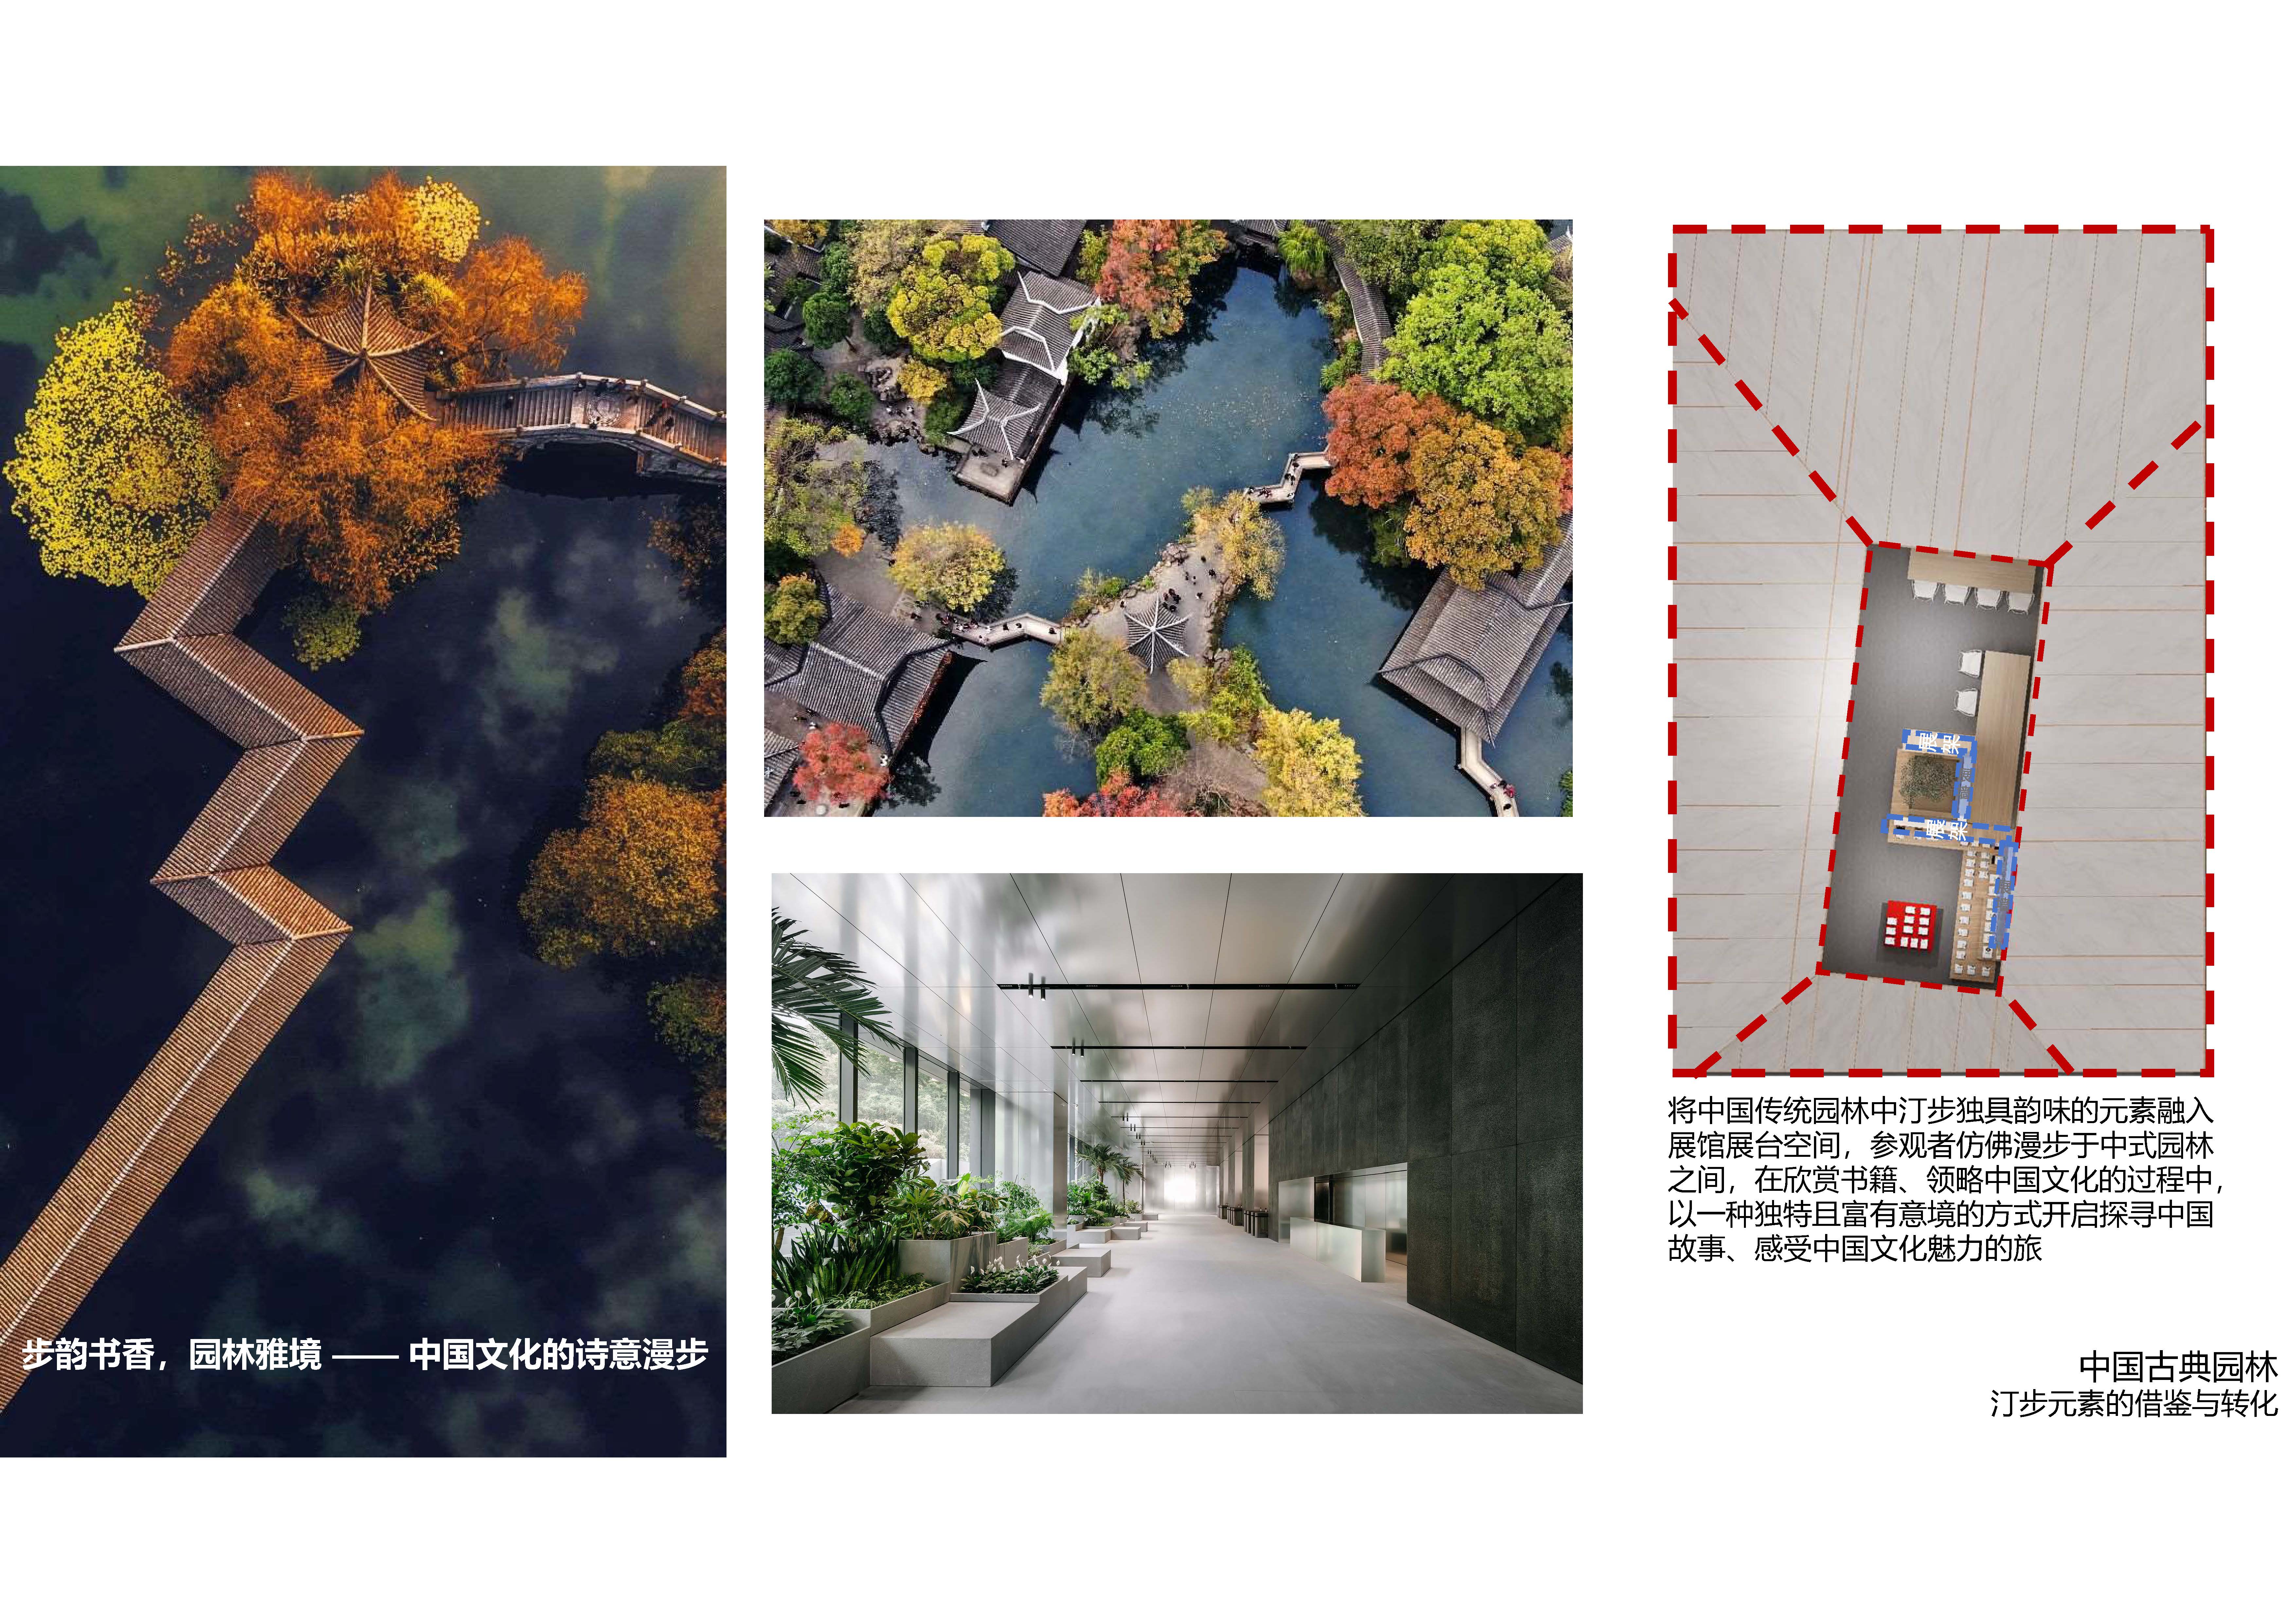 步韵书香，园林雅境 —— 中国文化的诗意漫步
展架
展架
将中国传统园林中汀步独具韵味的元素融入
展馆展台空间，参观者仿佛漫步于中式园林
之间，在欣赏书籍、领略中国文化的过程中，
以一种独特且富有意境的方式开启探寻中国
故事、感受中国文化魅力的旅
中国古典园林
汀步元素的借鉴与转化